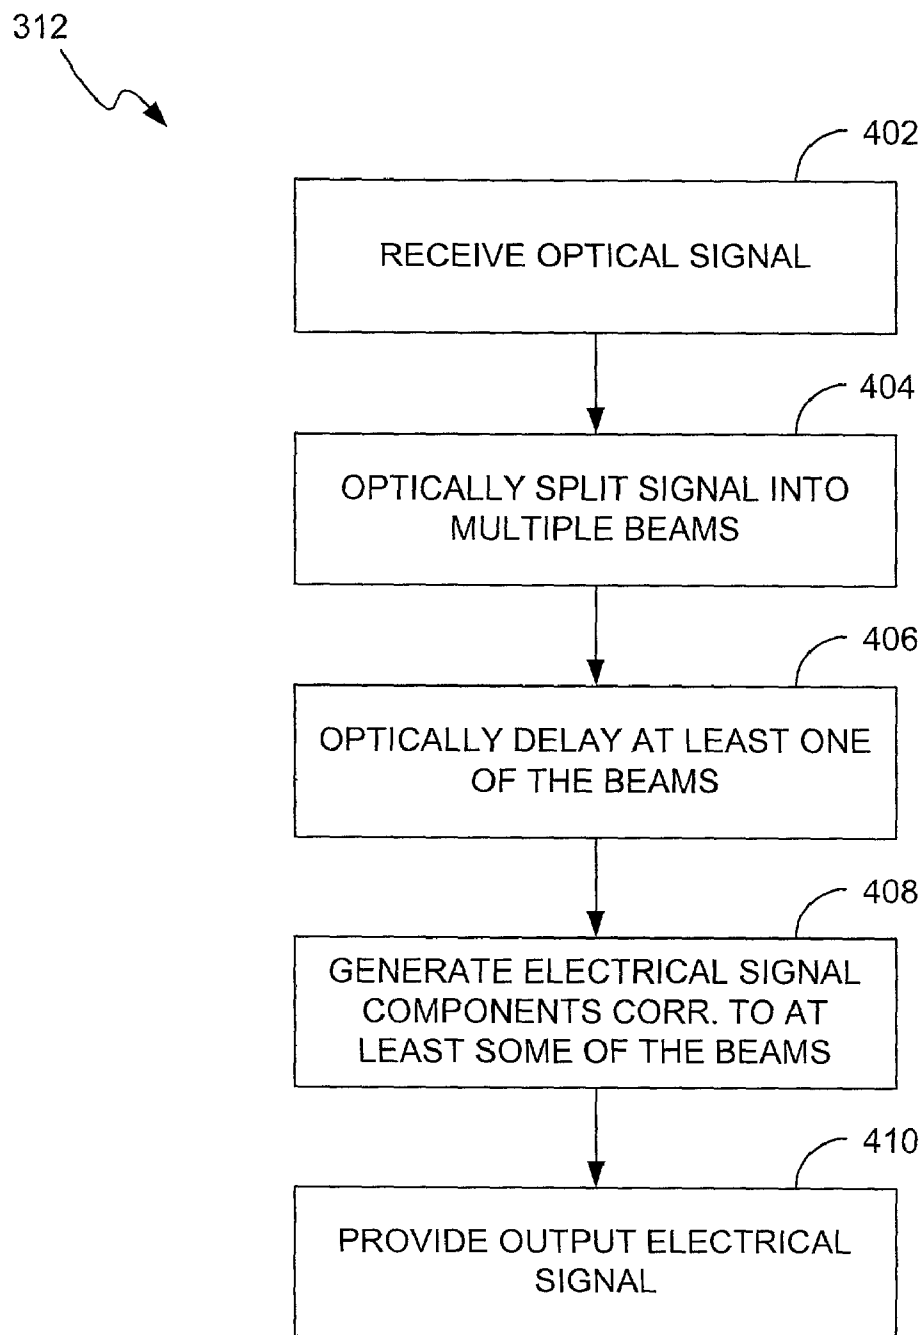 312
402
RECEIVE OPTICAL SIGNAL
404
OPTICALLY SPLIT SIGNAL INTO
MULTIPLE BEAMS
406
OPTICALLY DELAY AT LEAST ONE
OF THE BEAMS
408
GENERATE ELECTRICAL SIGNAL
COMPONENTS CORR. TO AT
LEAST SOME OF THE BEAMS
410
PROVIDE OUTPUT ELECTRICAL
SIGNAL